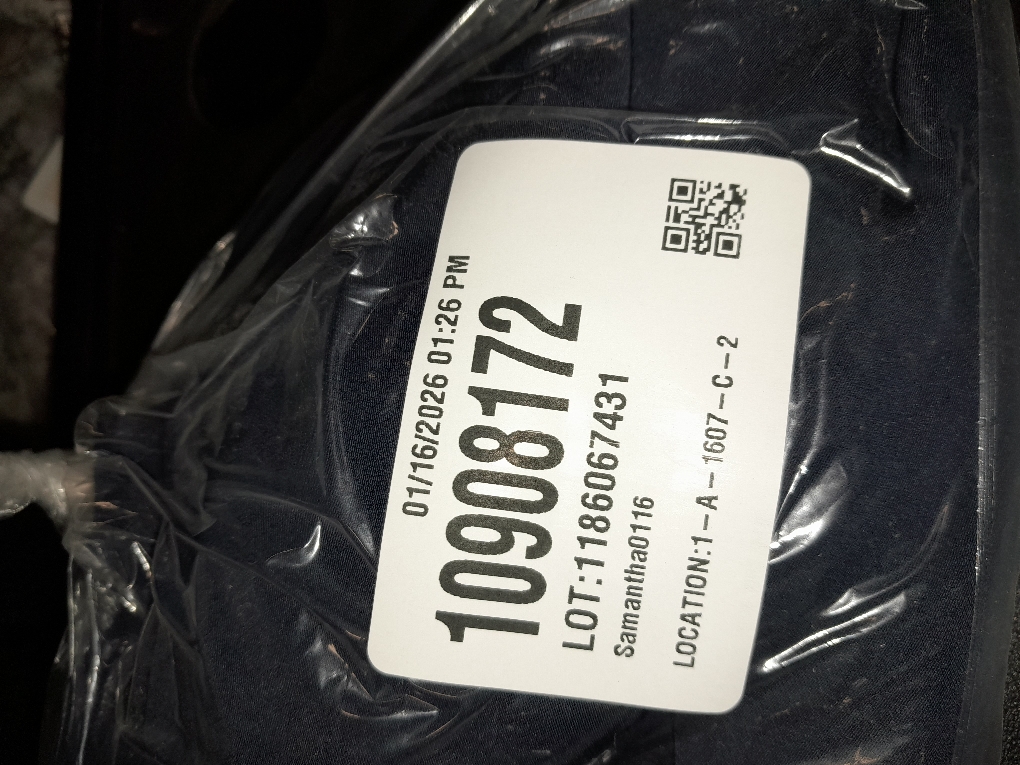 01/16/2026 01:26 PM
10908172
LOT:1186067431
Samantha0116
LOCATION:1-A-1607-C-2